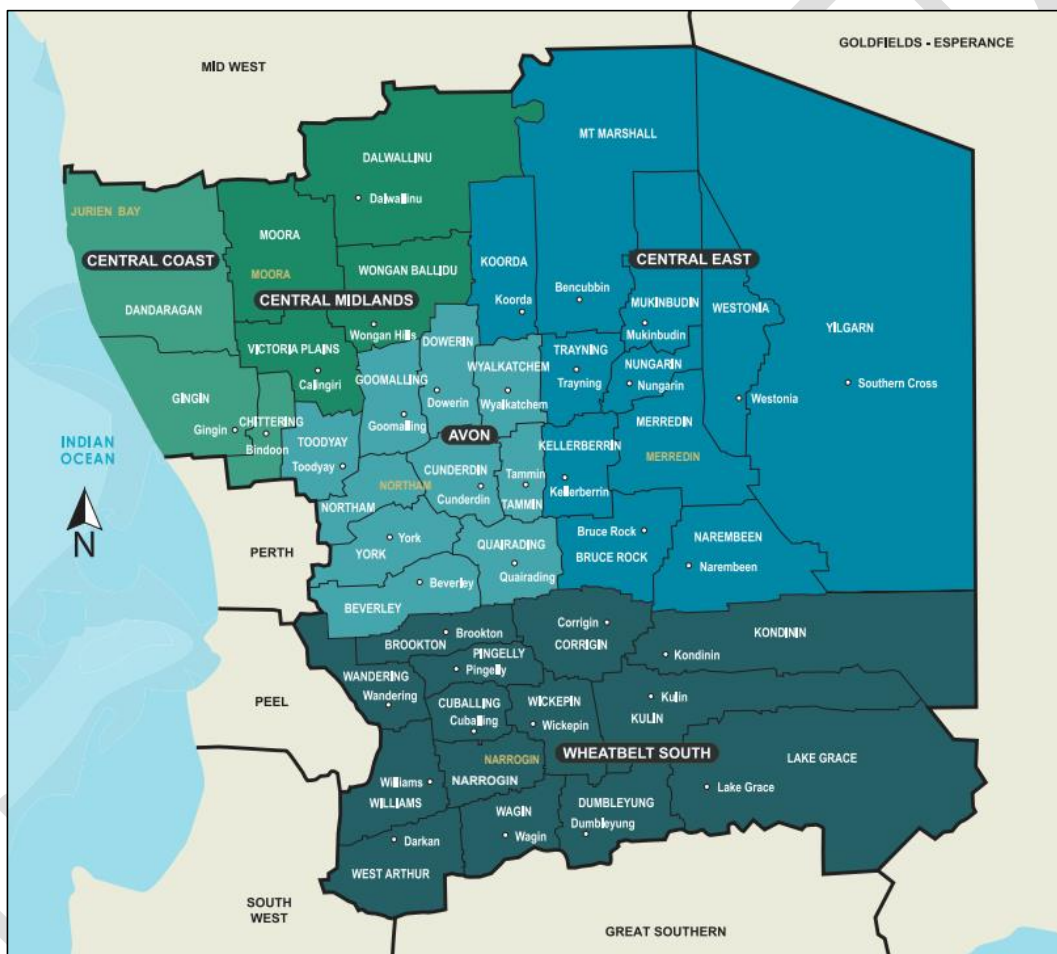 GOLDFIELDS - ESPERANCE
MID WEST
MT MARSHALL
DALWALLINU
Dalwallinu
JURIEN BAY
MOORA
CENTRAL COAST
KOORDA
CENTRAL EAST
MOORA
WONGAN BALLIDU
CENTRAL MIDLANDS
Bencubbin
MUKINBUDIN
WESTONIA
DANDARAGAN
Koorda
YILGARN
Wongan Hills
DOWERIN
Mukinbudin
VICTORIA PLAINS
TRAYNING
WYALKATCHEM
NUNGARIN
Calingiri
GOOMALLING
Trayning
Nungarin
Southern Cross
GINGIN
Dowerin
Wyalkatchem
Westonia
CHITTERING
Goomalling
MERREDIN
Gingin
AVON
INDIAN
OCEAN
Bindoon
TOODYAY
KELLERBERRIN
MERREDIN
Toodyay
CUNDERDIN
Tammin
NORTHAM
Cunderdin
Kellerberrin
NORTHAM
TAMMIN
N
York
Bruce Rock
NAREMBEEN
PERTH
YORK
QUAIRADING
BRUCE ROCK
Narembeen
Beverley
Quairading
BEVERLEY
Corrigin
Brookton
KONDININ
BROOKTON
CORRIGIN
PINGELLY
Kondinin
Pingelly
WANDERING
Wandering
PEEL
CUBALLING
WICKEPIN
Kulin
Cuballing
Wickepin
KULIN
NARROGIN
WHEATBELT SOUTH
LAKE GRACE
Williams
NARROGIN
Lake Grace
WILLIAMS
WAGIN
DUMBLEYUNG
Dumbleyung
Wagin
Darkan
WEST ARTHUR
SOUTH
WEST
GREAT SOUTHERN